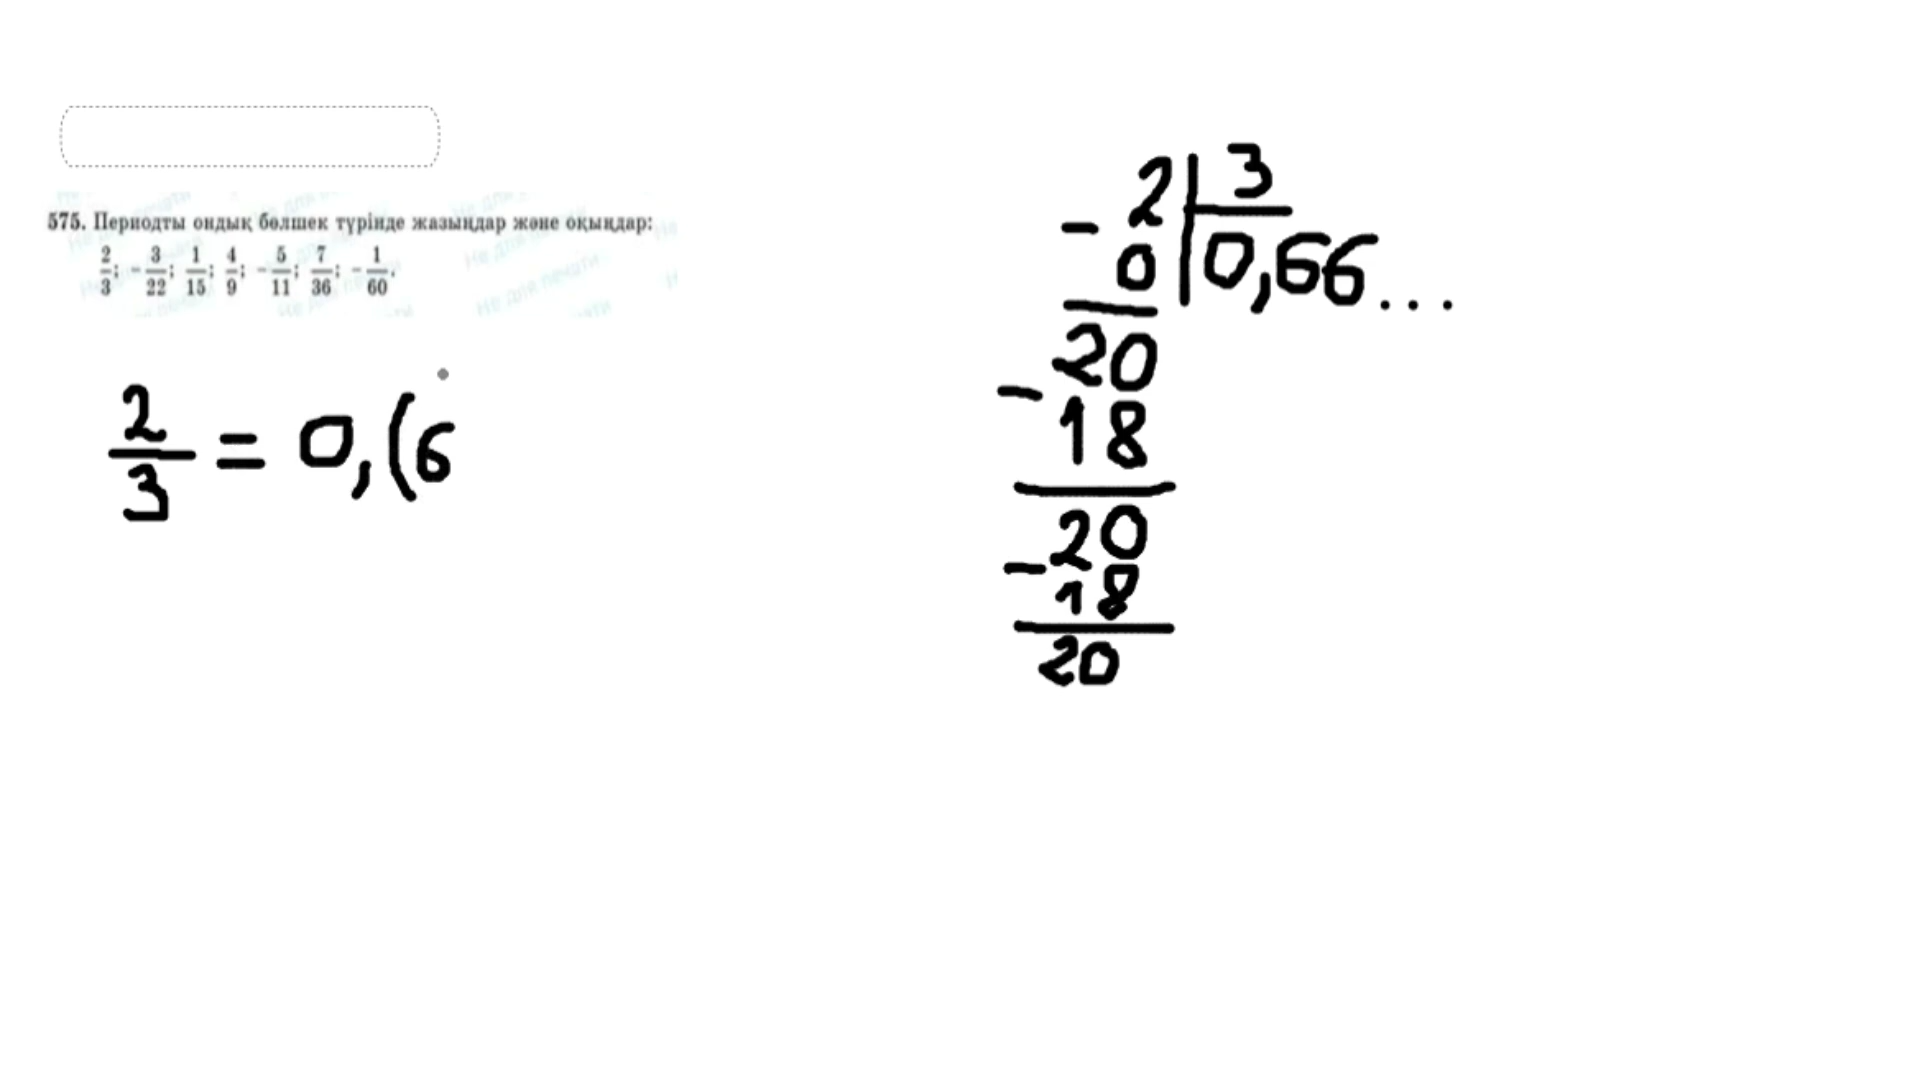 575. Периодты ондық бөлшек түрінде жазыңдар және оқыңдар:
2/3; -3/22; 1/15; 4/9; -5/11; 7/36; -1/60.
2/3 = 0,(6
2 | 3
- 0 | 0,66...
20
- 18
20
- 18
20